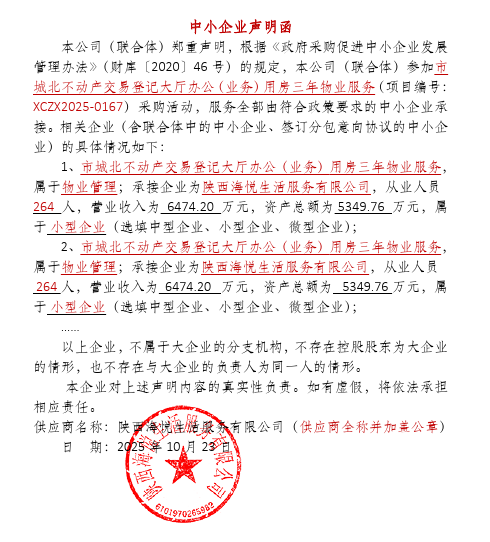 中小企业声明函
本公司（联合体）郑重声明，根据《政府采购促进中小企业发展
管理办法》（财库〔2020〕46 号）的规定，本公司（联合体）参加市
城北不动产交易登记大厅办公（业务）用房三年物业服务（项目编号：
XCZX2025-0167）采购活动，服务全部由符合政策要求的中小企业承
接。相关企业（含联合体中的中小企业、签订分包意向协议的中小企
业）的具体情况如下：
1、市城北不动产交易登记大厅办公（业务）用房三年物业服务，
属于物业管理；承接企业为陕西海悦生活服务有限公司，从业人员
264 人，营业收入为 6474.20 万元，资产总额为 5349.76 万元，属
于小型企业（选填中型企业、小型企业、微型企业）；
2、市城北不动产交易登记大厅办公（业务）用房三年物业服务，
属于物业管理；承接企业为陕西海悦生活服务有限公司，从业人员
264 人，营业收入为 6474.20 万元，资产总额为 5349.76 万元，属
于小型企业（选填中型企业、小型企业、微型企业）；
……
以上企业，不属于大企业的分支机构，不存在控股股东为大企业
的情形，也不存在与大企业的负责人为同一人的情形。
本企业对上述声明内容的真实性负责。如有虚假，将依法承担
相应责任。
供应商名称：陕西海悦生活服务有限公司（供应商全称并加盖公章）
日 期：2025 年 10 月 23 日
陕西海悦生活服务有限公司
6101970265982